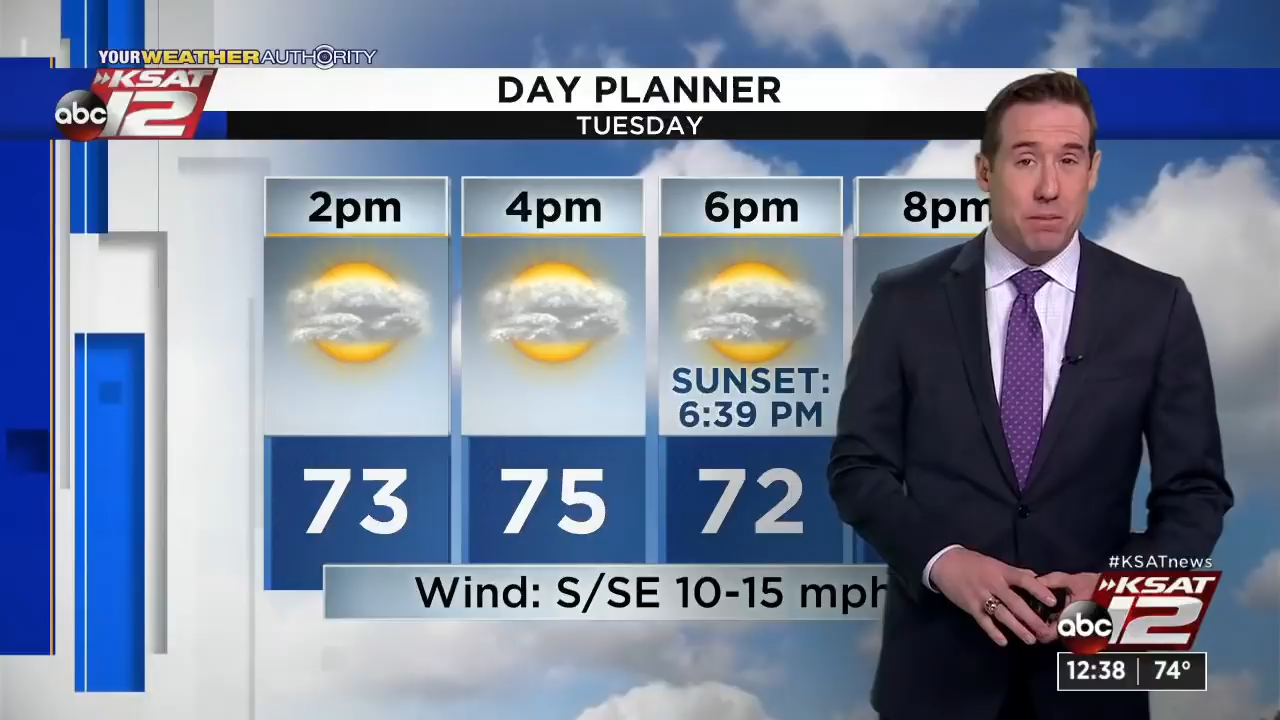 YOURWEATHERAUTHORITY
KSAT
abc 12
DAY PLANNER
TUESDAY
2pm
4pm
6pm
8pm
SUNSET:
6:39 PM
73
75
72
Wind: S/SE 10-15 mph
#KSATnews
KSAT
abc 12
12:38 74°